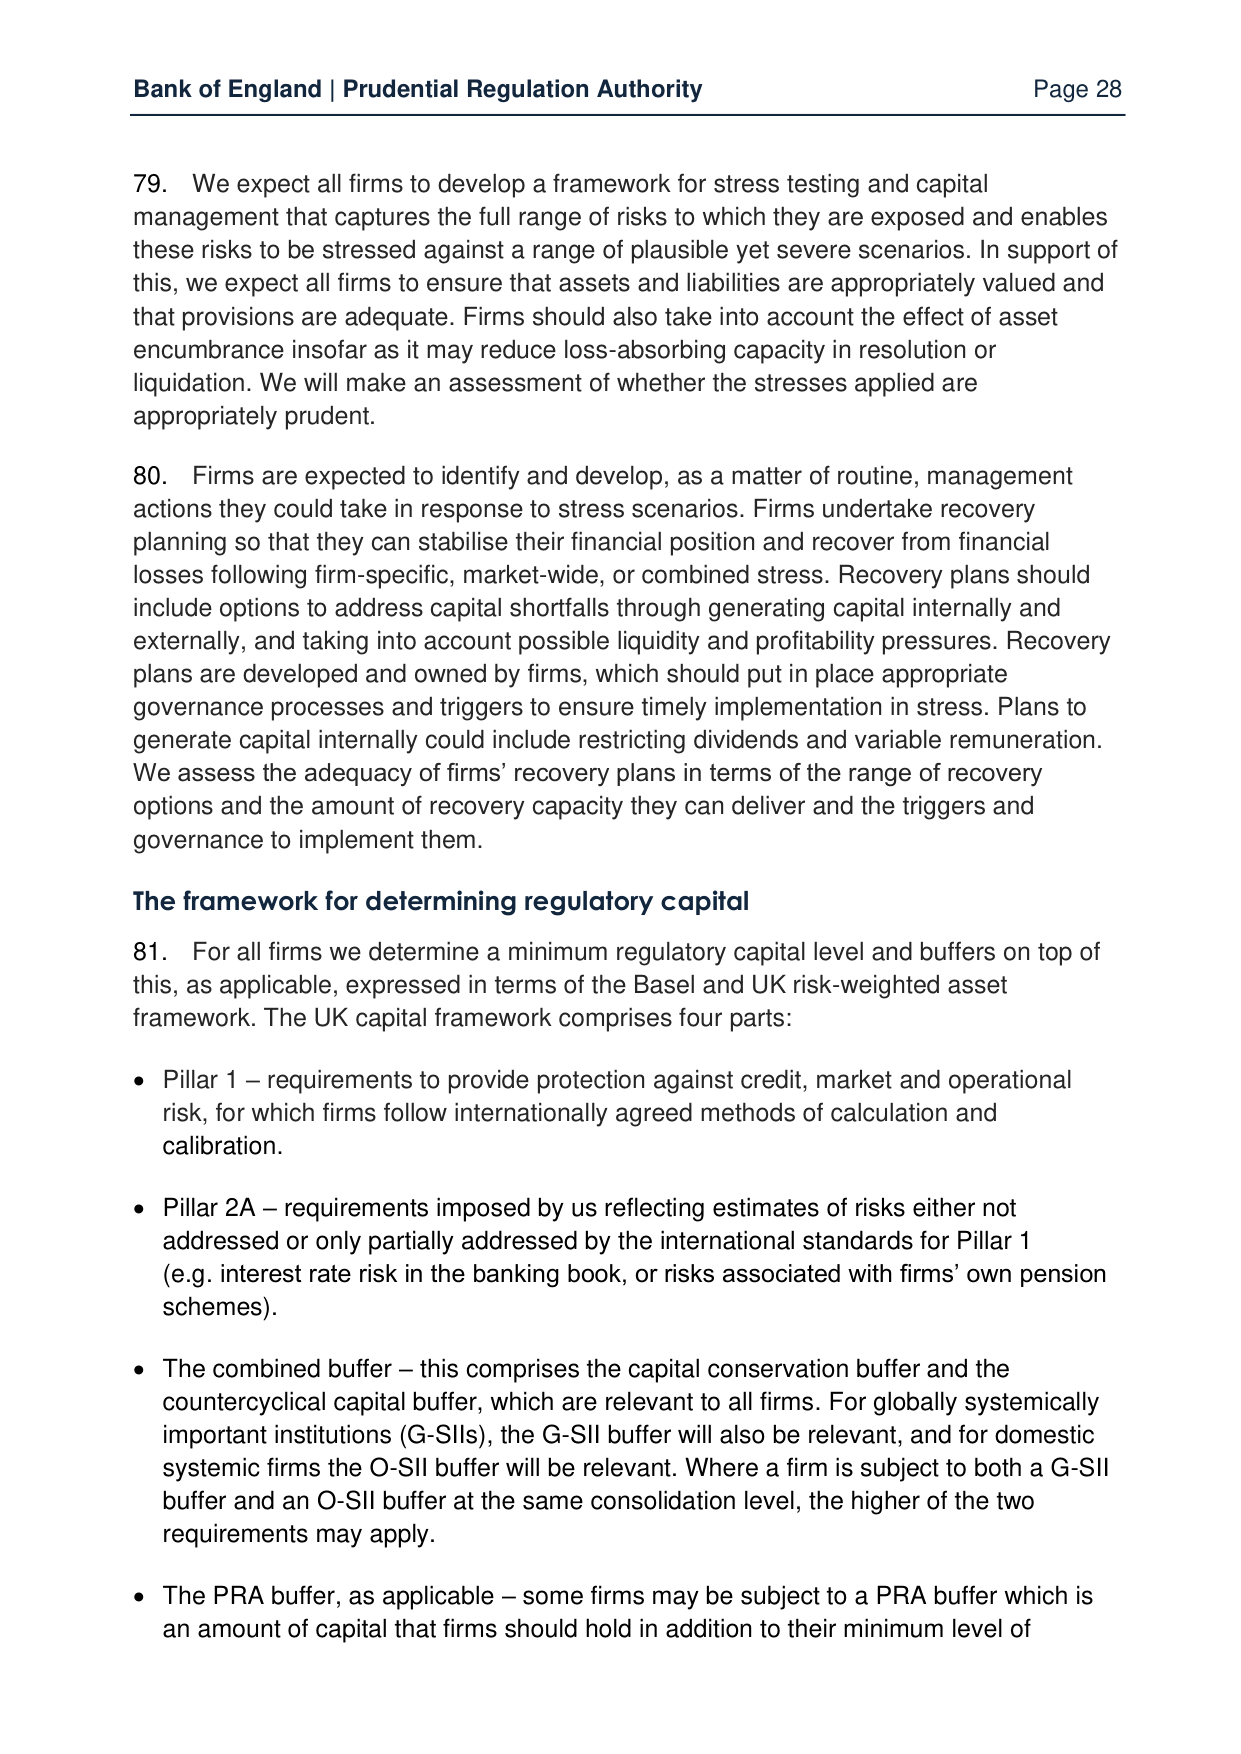 Bank of England | Prudential Regulation Authority Page 28
79. We expect all firms to develop a framework for stress testing and capital
management that captures the full range of risks to which they are exposed and enables
these risks to be stressed against a range of plausible yet severe scenarios. In support of
this, we expect all firms to ensure that assets and liabilities are appropriately valued and
that provisions are adequate. Firms should also take into account the effect of asset
encumbrance insofar as it may reduce loss-absorbing capacity in resolution or
liquidation. We will make an assessment of whether the stresses applied are
appropriately prudent.
80. Firms are expected to identify and develop, as a matter of routine, management
actions they could take in response to stress scenarios. Firms undertake recovery
planning so that they can stabilise their financial position and recover from financial
losses following firm-specific, market-wide, or combined stress. Recovery plans should
include options to address capital shortfalls through generating capital internally and
externally, and taking into account possible liquidity and profitability pressures. Recovery
plans are developed and owned by firms, which should put in place appropriate
governance processes and triggers to ensure timely implementation in stress. Plans to
generate capital internally could include restricting dividends and variable remuneration.
We assess the adequacy of firms’ recovery plans in terms of the range of recovery
options and the amount of recovery capacity they can deliver and the triggers and
governance to implement them.
The framework for determining regulatory capital
81. For all firms we determine a minimum regulatory capital level and buffers on top of
this, as applicable, expressed in terms of the Basel and UK risk-weighted asset
framework. The UK capital framework comprises four parts:
• Pillar 1 – requirements to provide protection against credit, market and operational
risk, for which firms follow internationally agreed methods of calculation and
calibration.
• Pillar 2A – requirements imposed by us reflecting estimates of risks either not
addressed or only partially addressed by the international standards for Pillar 1
(e.g. interest rate risk in the banking book, or risks associated with firms’ own pension
schemes).
• The combined buffer – this comprises the capital conservation buffer and the
countercyclical capital buffer, which are relevant to all firms. For globally systemically
important institutions (G-SIIs), the G-SII buffer will also be relevant, and for domestic
systemic firms the O-SII buffer will be relevant. Where a firm is subject to both a G-SII
buffer and an O-SII buffer at the same consolidation level, the higher of the two
requirements may apply.
• The PRA buffer, as applicable – some firms may be subject to a PRA buffer which is
an amount of capital that firms should hold in addition to their minimum level of